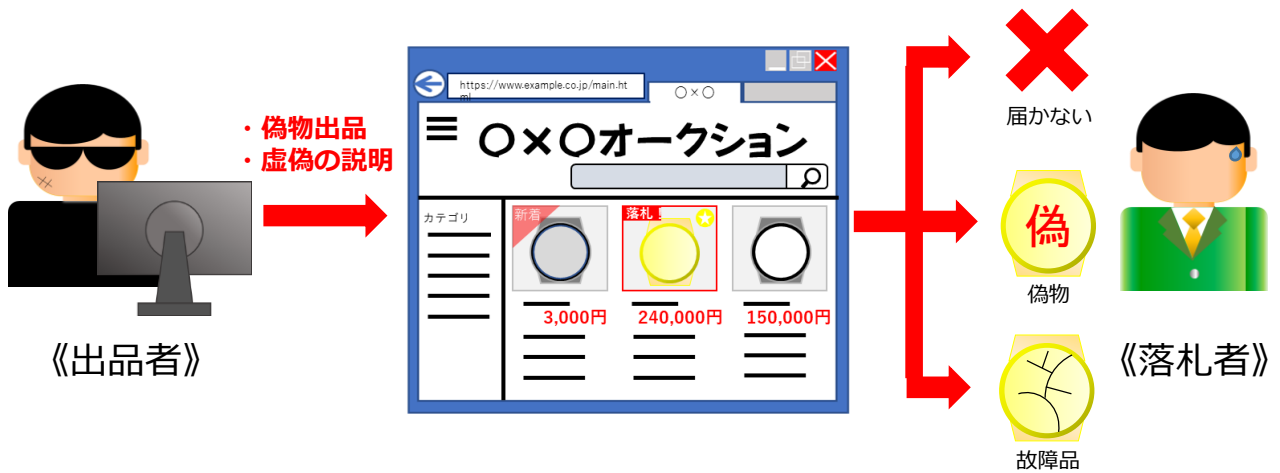 ・偽物出品
・虚偽の説明
《出品者》
https://www.example.co.jp/main.ht
ml
○×○
○×○オークション
カテゴリ
新着
落札！
3,000円
240,000円
150,000円
届かない
偽
偽物
故障品
《落札者》